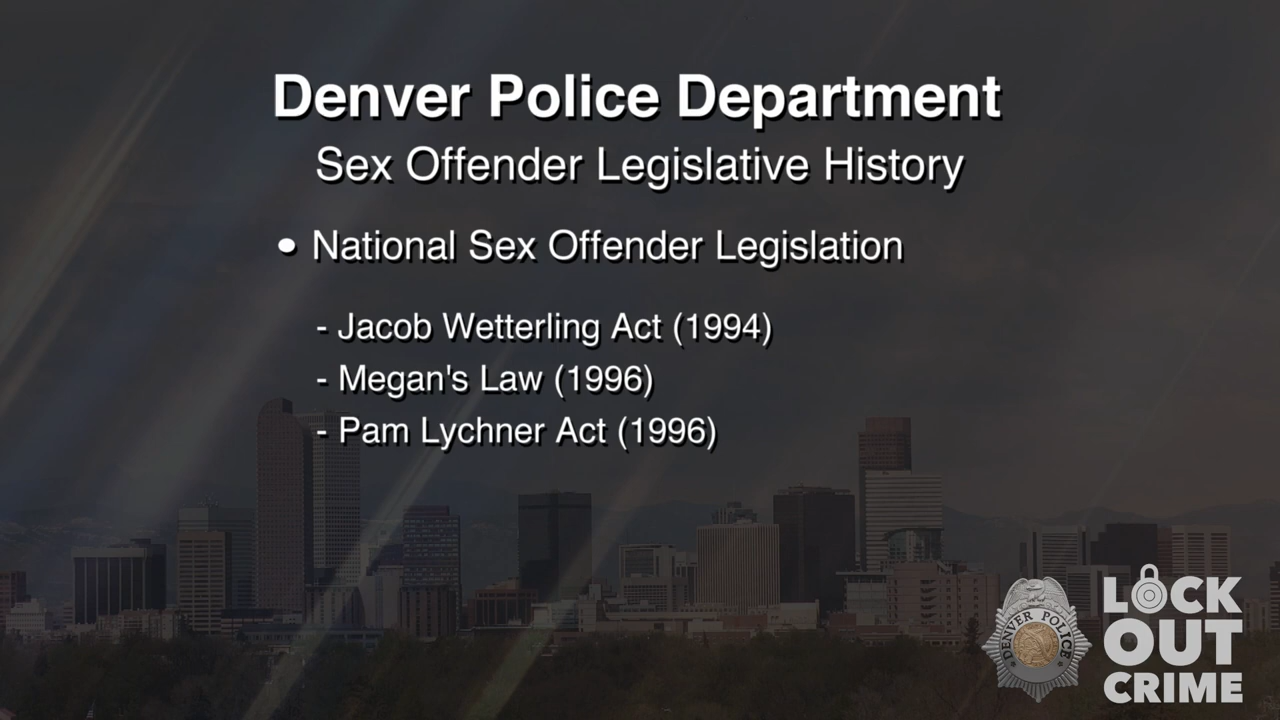 Denver Police Department
Sex Offender Legislative History
• National Sex Offender Legislation
- Jacob Wetterling Act (1994)
- Megan's Law (1996)
- Pam Lychner Act (1996)
DENVER POLICE
LOCK
OUT
CRIME